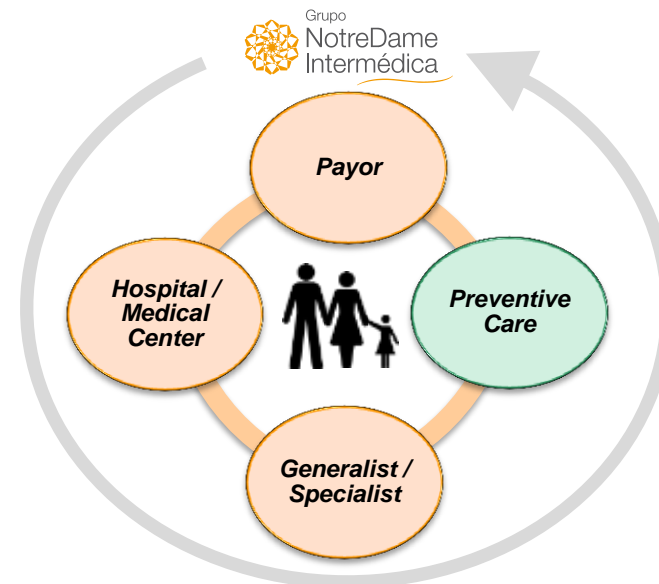 Grupo
NotreDame
Intermédica
Payor
Hospital /
Medical
Center
Preventive
Care
Generalist /
Specialist